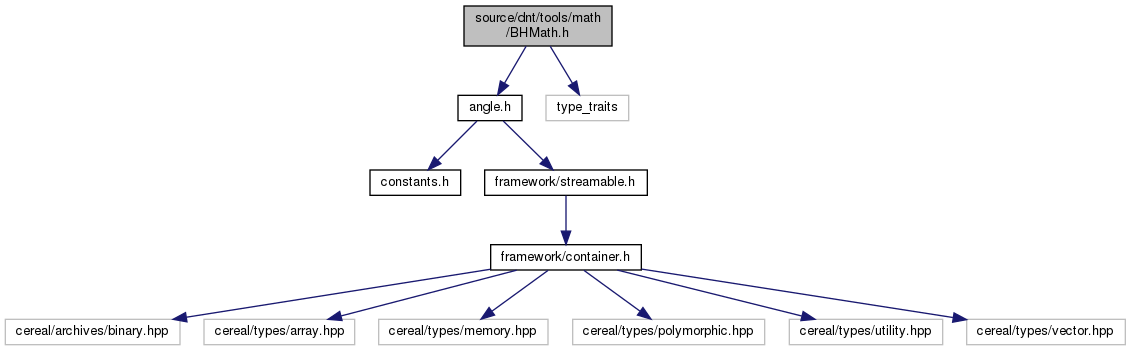 source/dnt/tools/math
/BHMath.h
angle.h
type_traits
constants.h
framework/streamable.h
framework/container.h
cereal/archives/binary.hpp
cereal/types/array.hpp
cereal/types/memory.hpp
cereal/types/polymorphic.hpp
cereal/types/utility.hpp
cereal/types/vector.hpp